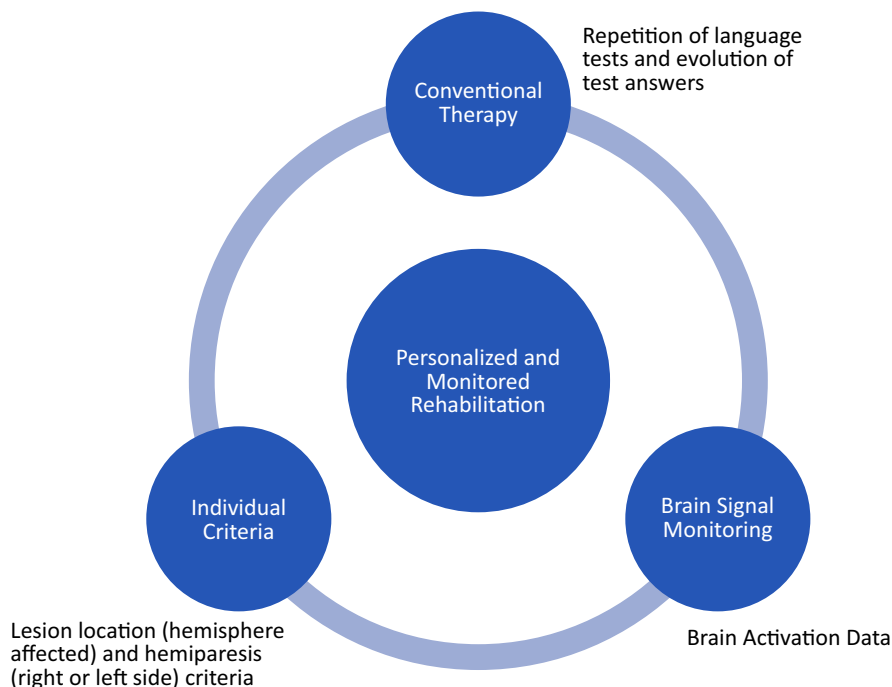 Repetition of language
tests and evolution of
test answers
Conventional
Therapy
Personalized and
Monitored
Rehabilitation
Individual
Criteria
Brain Signal
Monitoring
Lesion location (hemisphere
affected) and hemiparesis
(right or left side) criteria
Brain Activation Data